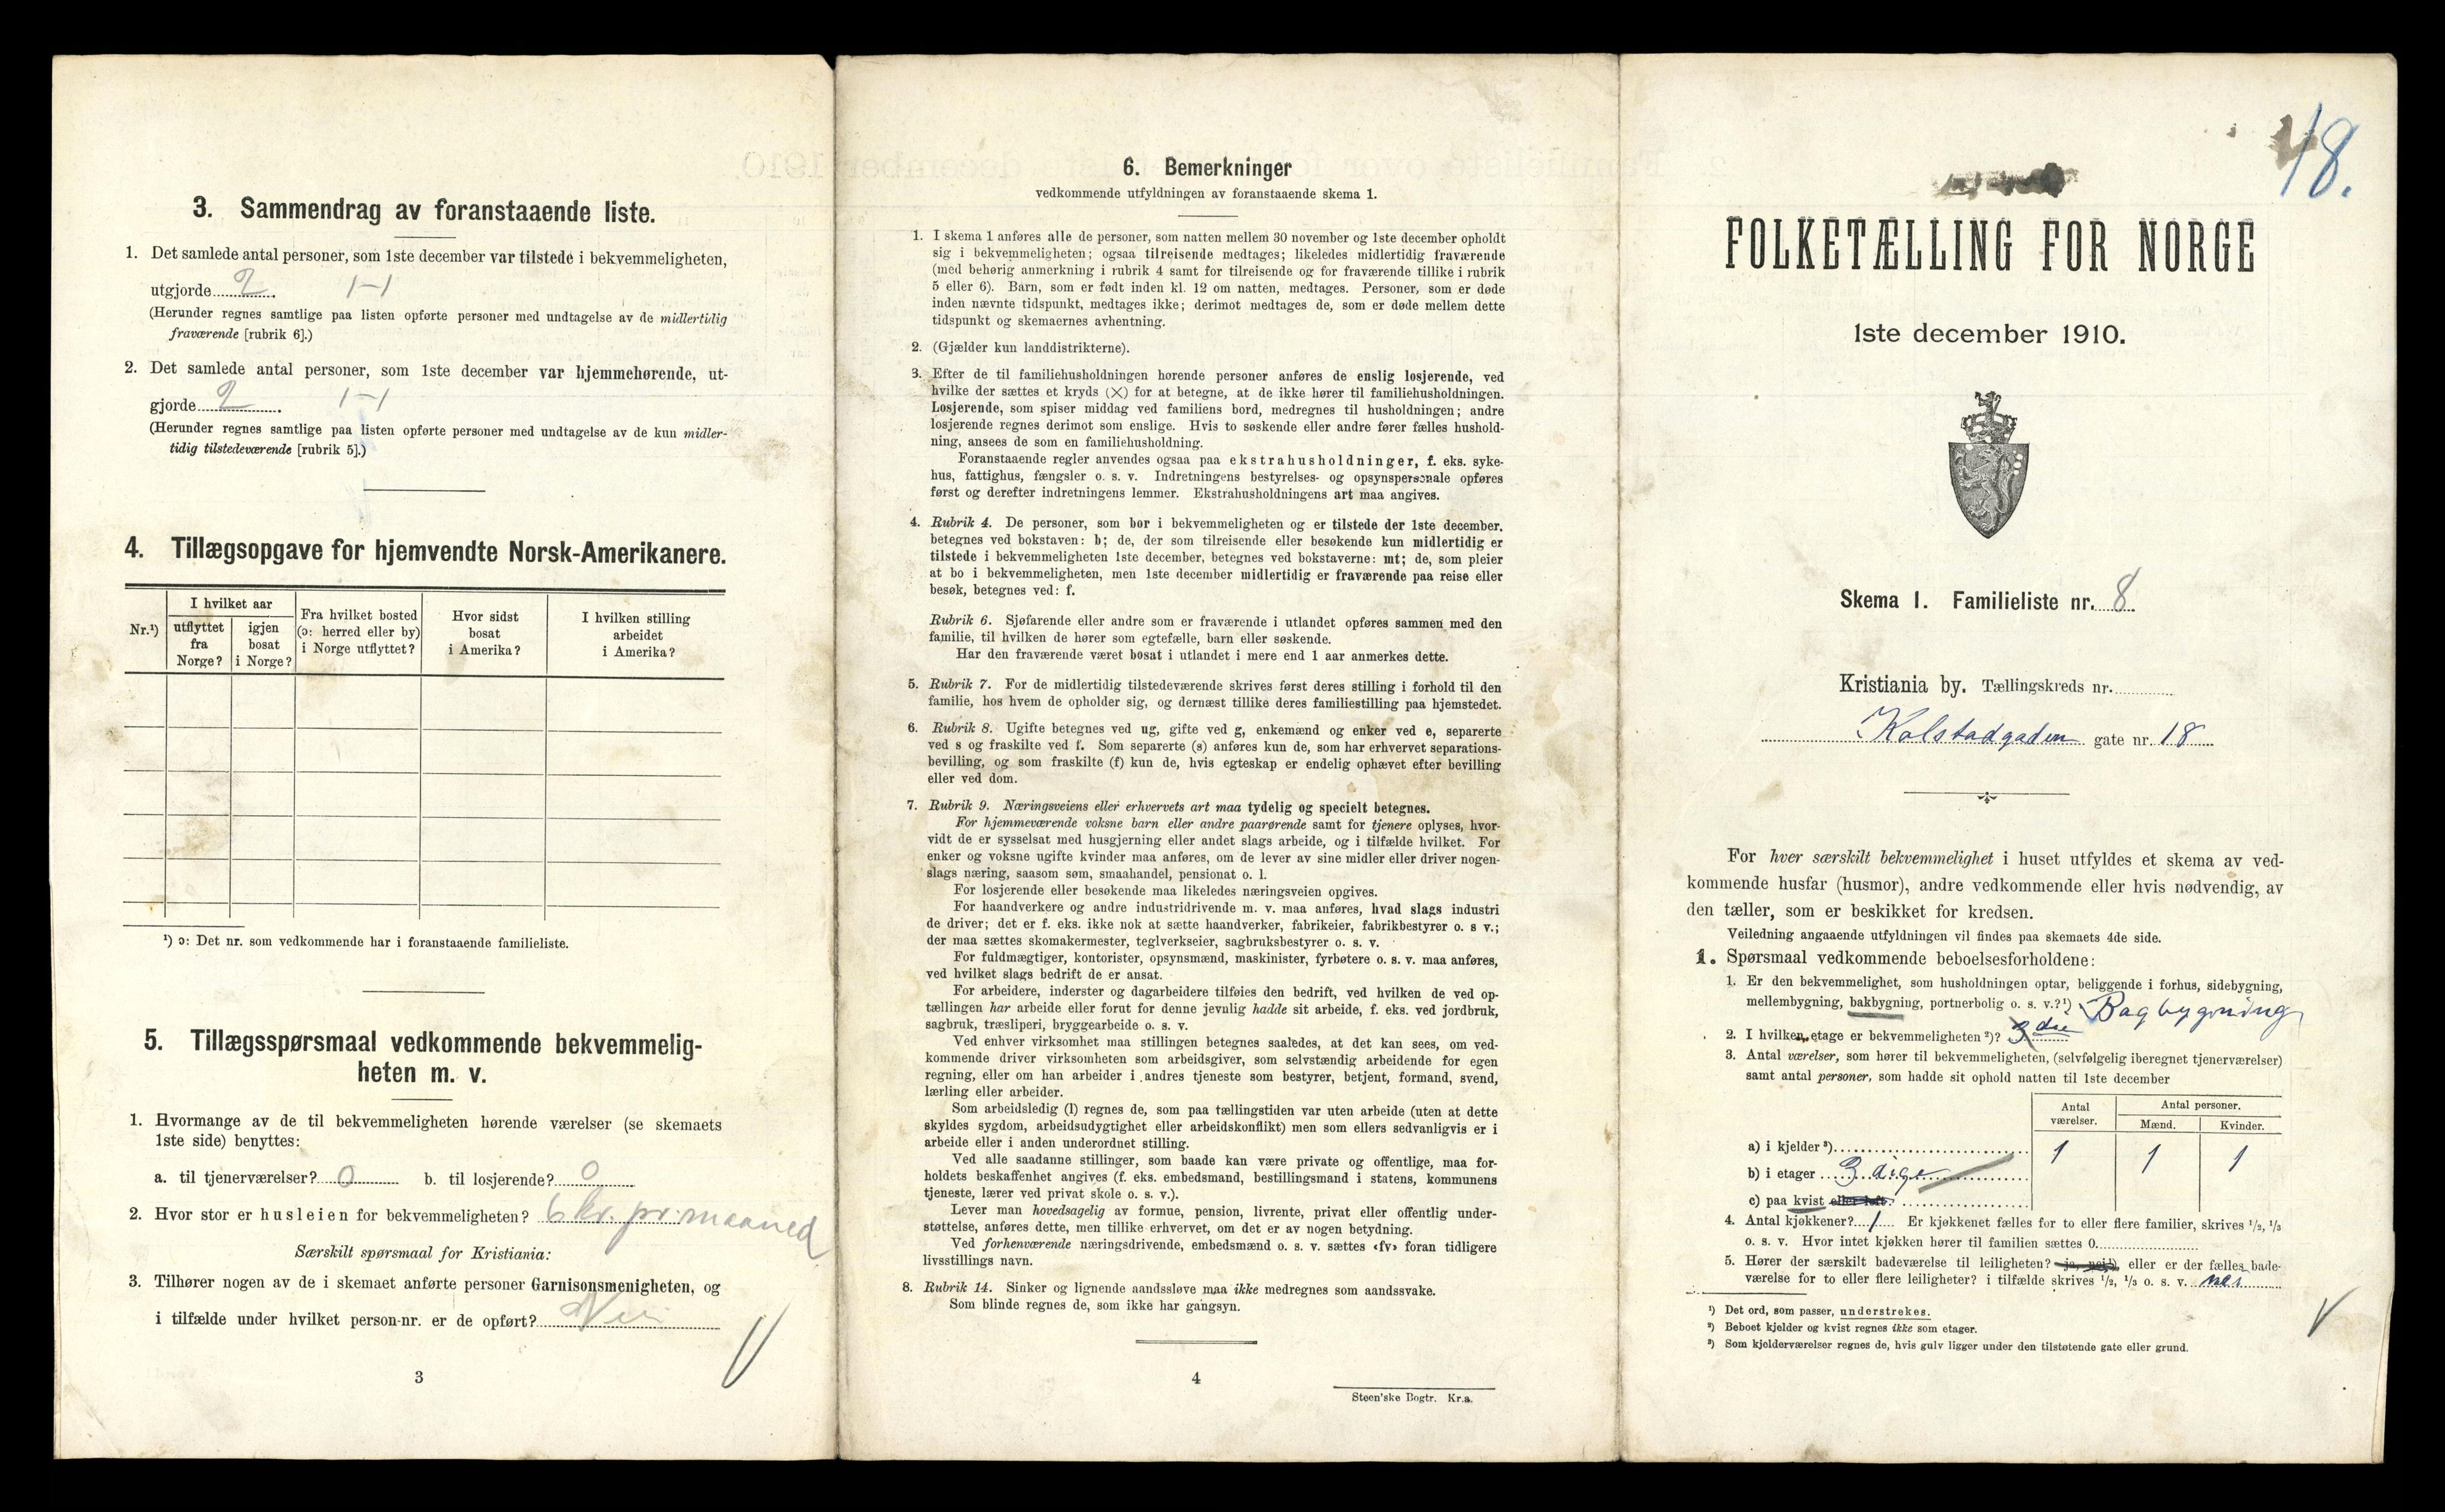 3. Sammendrag av foranstaaende liste.
1. Det samlede antal personer, som 1ste december var tilstede i bekvemmeligheten,
utgjorde 2. 1-1
(Herunder regnes samtlige paa listen opførte personer med undtagelse av de midlertidig
fraværende [rubrik 6].)
2. Det samlede antal personer, som 1ste december var hjemmehørende, ut-
gjorde 2. 1-1
(Herunder regnes samtlige paa listen opførte personer med undtagelse av de kun midler-
tidig tilstedeværende [rubrik 5].)
4. Tillægsopgave for hjemvendte Norsk-Amerikanere.
Nr.¹)
I hvilket aar
utflyttet
fra
Norge?
igjen
bosat
i Norge?
Fra hvilket bosted
(ɔ: herred eller by)
i Norge utflyttet?
Hvor sidst
bosat
i Amerika?
I hvilken stilling
arbeidet
i Amerika?
¹) ɔ: Det nr. som vedkommende har i foranstaaende familieliste.
5. Tillægsspørsmaal vedkommende bekvemmelig-
heten m. v.
1. Hvormange av de til bekvemmeligheten hørende værelser (se skemaets
1ste side) benyttes:
a. til tjenerværelser? 0 b. til losjerende? 0
2. Hvor stor er husleien for bekvemmeligheten? 6 kr. pr. maaned
Særskilt spørsmaal for Kristiania:
3. Tilhører nogen av de i skemaet anførte personer Garnisonsmenigheten, og
i tilfælde under hvilket person-nr. er de opført? Nei
3
6. Bemerkninger
vedkommende utfyldningen av foranstaaende skema 1.
1. I skema 1 anføres alle de personer, som natten mellem 30 november og 1ste december opholdt
sig i bekvemmeligheten; ogsaa tilreisende medtages; likeledes midlertidig fraværende
(med behørig anmerkning i rubrik 4 samt for tilreisende og for fraværende tillike i rubrik
5 eller 6). Barn, som er født inden kl. 12 om natten, medtages. Personer, som er døde
inden nævnte tidspunkt, medtages ikke; derimot medtages de, som er døde mellem dette
tidspunkt og skemaernes avhentning.
2. (Gjælder kun landdistrikterne).
3. Efter de til familiehusholdningen hørende personer anføres de enslig losjerende, ved
hvilke der sættes et kryds (×) for at betegne, at de ikke hører til familiehusholdningen.
Losjerende, som spiser middag ved familiens bord, medregnes til husholdningen; andre
losjerende regnes derimot som enslige. Hvis to søskende eller andre fører fælles hushold-
ning, ansees de som en familiehusholdning.
Foranstaaende regler anvendes ogsaa paa ekstrahusholdninger, f. eks. syke-
hus, fattighus, fængsler o. s. v. Indretningens bestyrelses- og opsynspersonale opføres
først og derefter indretningens lemmer. Ekstrahusholdningens art maa angives.
4. Rubrik 4. De personer, som bor i bekvemmeligheten og er tilstede der 1ste december,
betegnes ved bokstaven: b; de, der som tilreisende eller besøkende kun midlertidig er
tilstede i bekvemmeligheten 1ste december, betegnes ved bokstaverne: mt; de, som pleier
at bo i bekvemmeligheten, men 1ste december midlertidig er fraværende paa reise eller
besøk, betegnes ved: f.
Rubrik 6. Sjøfarende eller andre som er fraværende i utlandet opføres sammen med den
familie, til hvilken de hører som egtefælle, barn eller søskende.
Har den fraværende været bosat i utlandet i mere end 1 aar anmerkes dette.
5. Rubrik 7. For de midlertidig tilstedeværende skrives først deres stilling i forhold til den
familie, hos hvem de opholder sig, og dernæst tillike deres familiestilling paa hjemstedet.
6. Rubrik 8. Ugifte betegnes ved ug, gifte ved g, enkemænd og enker ved e, separerte
ved s og fraskilte ved f. Som separerte (s) anføres kun de, som har erhvervet separations-
bevilling, og som fraskilte (f) kun de, hvis egteskap er endelig ophævet efter bevilling
eller ved dom.
7. Rubrik 9. Næringsveiens eller erhvervets art maa tydelig og specielt betegnes.
For hjemmeværende voksne barn eller andre paarørende samt for tjenere oplyses, hvor-
vidt de er sysselsat med husgjerning eller andet slags arbeide, og i tilfælde hvilket. For
enker og voksne ugifte kvinder maa anføres, om de lever av sine midler eller driver nogen-
slags næring, saasom søm, smaahandel, pensionat o. l.
For losjerende eller besøkende maa likeledes næringsveien opgives.
For haandverkere og andre industridrivende m. v. maa anføres, hvad slags industri
de driver; det er f. eks. ikke nok at sætte haandverker, fabrikeier, fabrikbestyrer o. s v.;
der maa sættes skomakermester, teglverkseier, sagbruksbestyrer o. s. v.
For fuldmægtiger, kontorister, opsynsmænd, maskinister, fyrbøtere o. s. v. maa anføres,
ved hvilket slags bedrift de er ansat.
For arbeidere, inderster og dagarbeidere tilføies den bedrift, ved hvilken de ved op-
tællingen har arbeide eller forut for denne jevnlig hadde sit arbeide, f. eks. ved jordbruk,
sagbruk, træsliperi, bryggearbeide o. s. v.
Ved enhver virksomhet maa stillingen betegnes saaledes, at det kan sees, om ved-
kommende driver virksomheten som arbeidsgiver, som selvstændig arbeidende for egen
regning, eller om han arbeider i andres tjeneste som bestyrer, betjent, formand, svend,
lærling eller arbeider.
Som arbeidsledig (l) regnes de, som paa tællingstiden var uten arbeide (uten at dette
skyldes sygdom, arbeidsudygtighet eller arbeidskonflikt) men som ellers sedvanligvis er i
arbeide eller i anden underordnet stilling.
Ved alle saadanne stillinger, som baade kan være private og offentlige, maa for-
holdets beskaffenhet angives (f. eks. embedsmand, bestillingsmand i statens, kommunens
tjeneste, lærer ved privat skole o. s. v.).
Lever man hovedsagelig av formue, pension, livrente, privat eller offentlig under-
støttelse, anføres dette, men tillike erhvervet, om det er av nogen betydning.
Ved forhenværende næringsdrivende, embedsmænd o. s. v. sættes «fv» foran tidligere
livsstillings navn.
8. Rubrik 14. Sinker og lignende aandssløve maa ikke medregnes som aandssvake.
Som blinde regnes de, som ikke har gangsyn.
4
Steen'ske Bogtr. Kr.a.
48.
FOLKETÆLLING FOR NORGE
1ste december 1910.
Skema 1. Familieliste nr. 8
Kristiania by. Tællingskreds nr.
Kolstadgaden gate nr. 18
For hver særskilt bekvemmelighet i huset utfyldes et skema av ved-
kommende husfar (husmor), andre vedkommende eller hvis nødvendig, av
den tæller, som er beskikket for kredsen.
Veiledning angaaende utfyldningen vil findes paa skemaets 4de side.
1. Spørsmaal vedkommende beboelsesforholdene:
1. Er den bekvemmelighet, som husholdningen optar, beliggende i forhus, sidebygning,
mellembygning, bakbygning, portnerbolig o. s. v.?¹) Bagbygning
2. I hvilken etage er bekvemmeligheten ²)? 3die
3. Antal værelser, som hører til bekvemmeligheten, (selvfølgelig iberegnet tjenerværelser)
samt antal personer, som hadde sit ophold natten til 1ste december
Antal
værelser.
Antal personer.
Mænd. Kvinder.
a) i kjelder ³) 1 1 1
b) i etager 3
c) paa kvist eller loft
4. Antal kjøkkener? 1 Er kjøkkenet fælles for to eller flere familier, skrives 1/2, 1/3
o. s. v. Hvor intet kjøkken hører til familien sættes 0.
5. Hører der særskilt badeværelse til leiligheten? ja, nei ¹), eller er der fælles bade-
værelse for to eller flere leiligheter? i tilfælde skrives 1/2, 1/3 o. s. v. nei
¹) Det ord, som passer, understrekes.
²) Beboet kjelder og kvist regnes ikke som etager.
³) Som kjelderværelser regnes de, hvis gulv ligger under den tilstøtende gate eller grund.